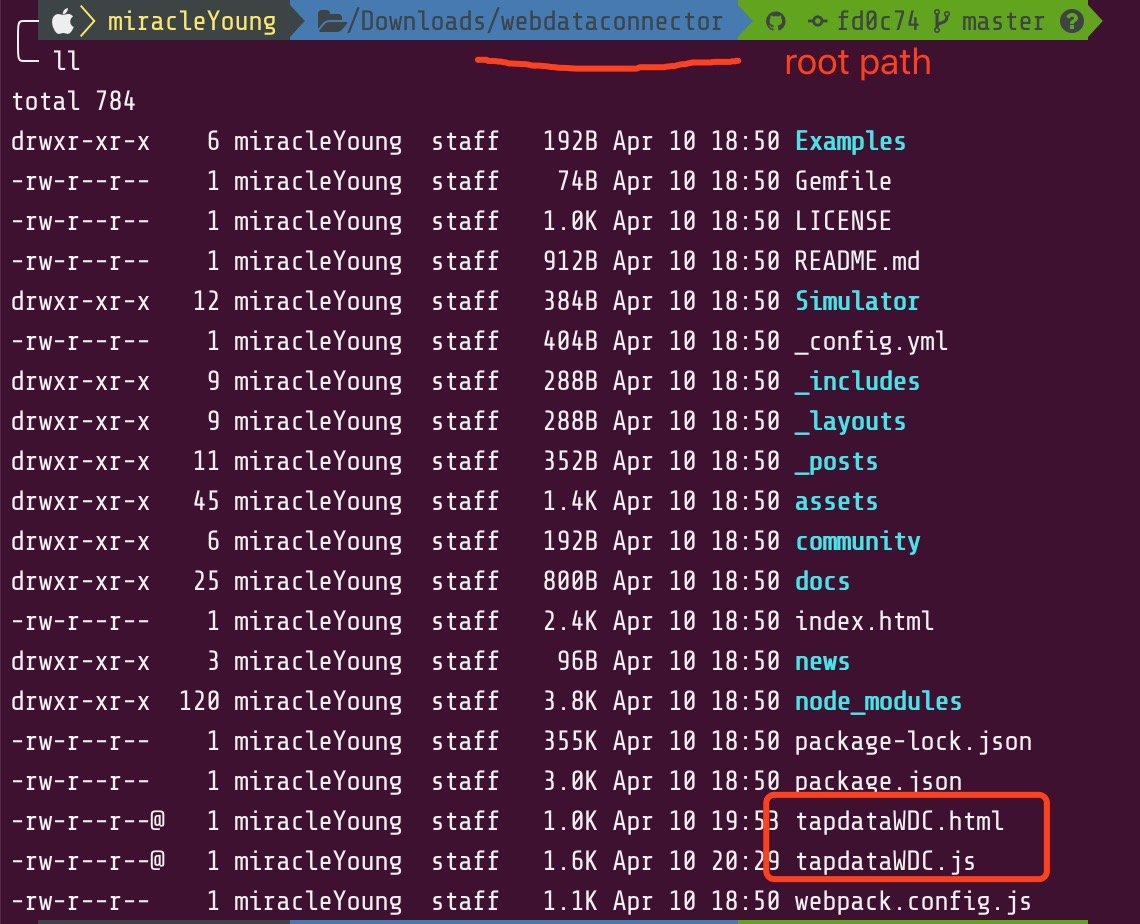 miracleYoung /Downloads/webdataconnector fd0c74 master ?
ll root path
total 784
drwxr-xr-x 6 miracleYoung staff 192B Apr 10 18:50 Examples
-rw-r--r-- 1 miracleYoung staff 74B Apr 10 18:50 Gemfile
-rw-r--r-- 1 miracleYoung staff 1.0K Apr 10 18:50 LICENSE
-rw-r--r-- 1 miracleYoung staff 912B Apr 10 18:50 README.md
drwxr-xr-x 12 miracleYoung staff 384B Apr 10 18:50 Simulator
-rw-r--r-- 1 miracleYoung staff 404B Apr 10 18:50 _config.yml
drwxr-xr-x 9 miracleYoung staff 288B Apr 10 18:50 _includes
drwxr-xr-x 9 miracleYoung staff 288B Apr 10 18:50 _layouts
drwxr-xr-x 11 miracleYoung staff 352B Apr 10 18:50 _posts
drwxr-xr-x 45 miracleYoung staff 1.4K Apr 10 18:50 assets
drwxr-xr-x 6 miracleYoung staff 192B Apr 10 18:50 community
drwxr-xr-x 25 miracleYoung staff 800B Apr 10 18:50 docs
-rw-r--r-- 1 miracleYoung staff 2.4K Apr 10 18:50 index.html
drwxr-xr-x 3 miracleYoung staff 96B Apr 10 18:50 news
drwxr-xr-x 120 miracleYoung staff 3.8K Apr 10 18:50 node_modules
-rw-r--r-- 1 miracleYoung staff 355K Apr 10 18:50 package-lock.json
-rw-r--r-- 1 miracleYoung staff 3.0K Apr 10 18:50 package.json
-rw-r--r--@ 1 miracleYoung staff 1.0K Apr 10 19:53 tapdataWDC.html
-rw-r--r--@ 1 miracleYoung staff 1.6K Apr 10 20:29 tapdataWDC.js
-rw-r--r-- 1 miracleYoung staff 1.1K Apr 10 18:50 webpack.config.js